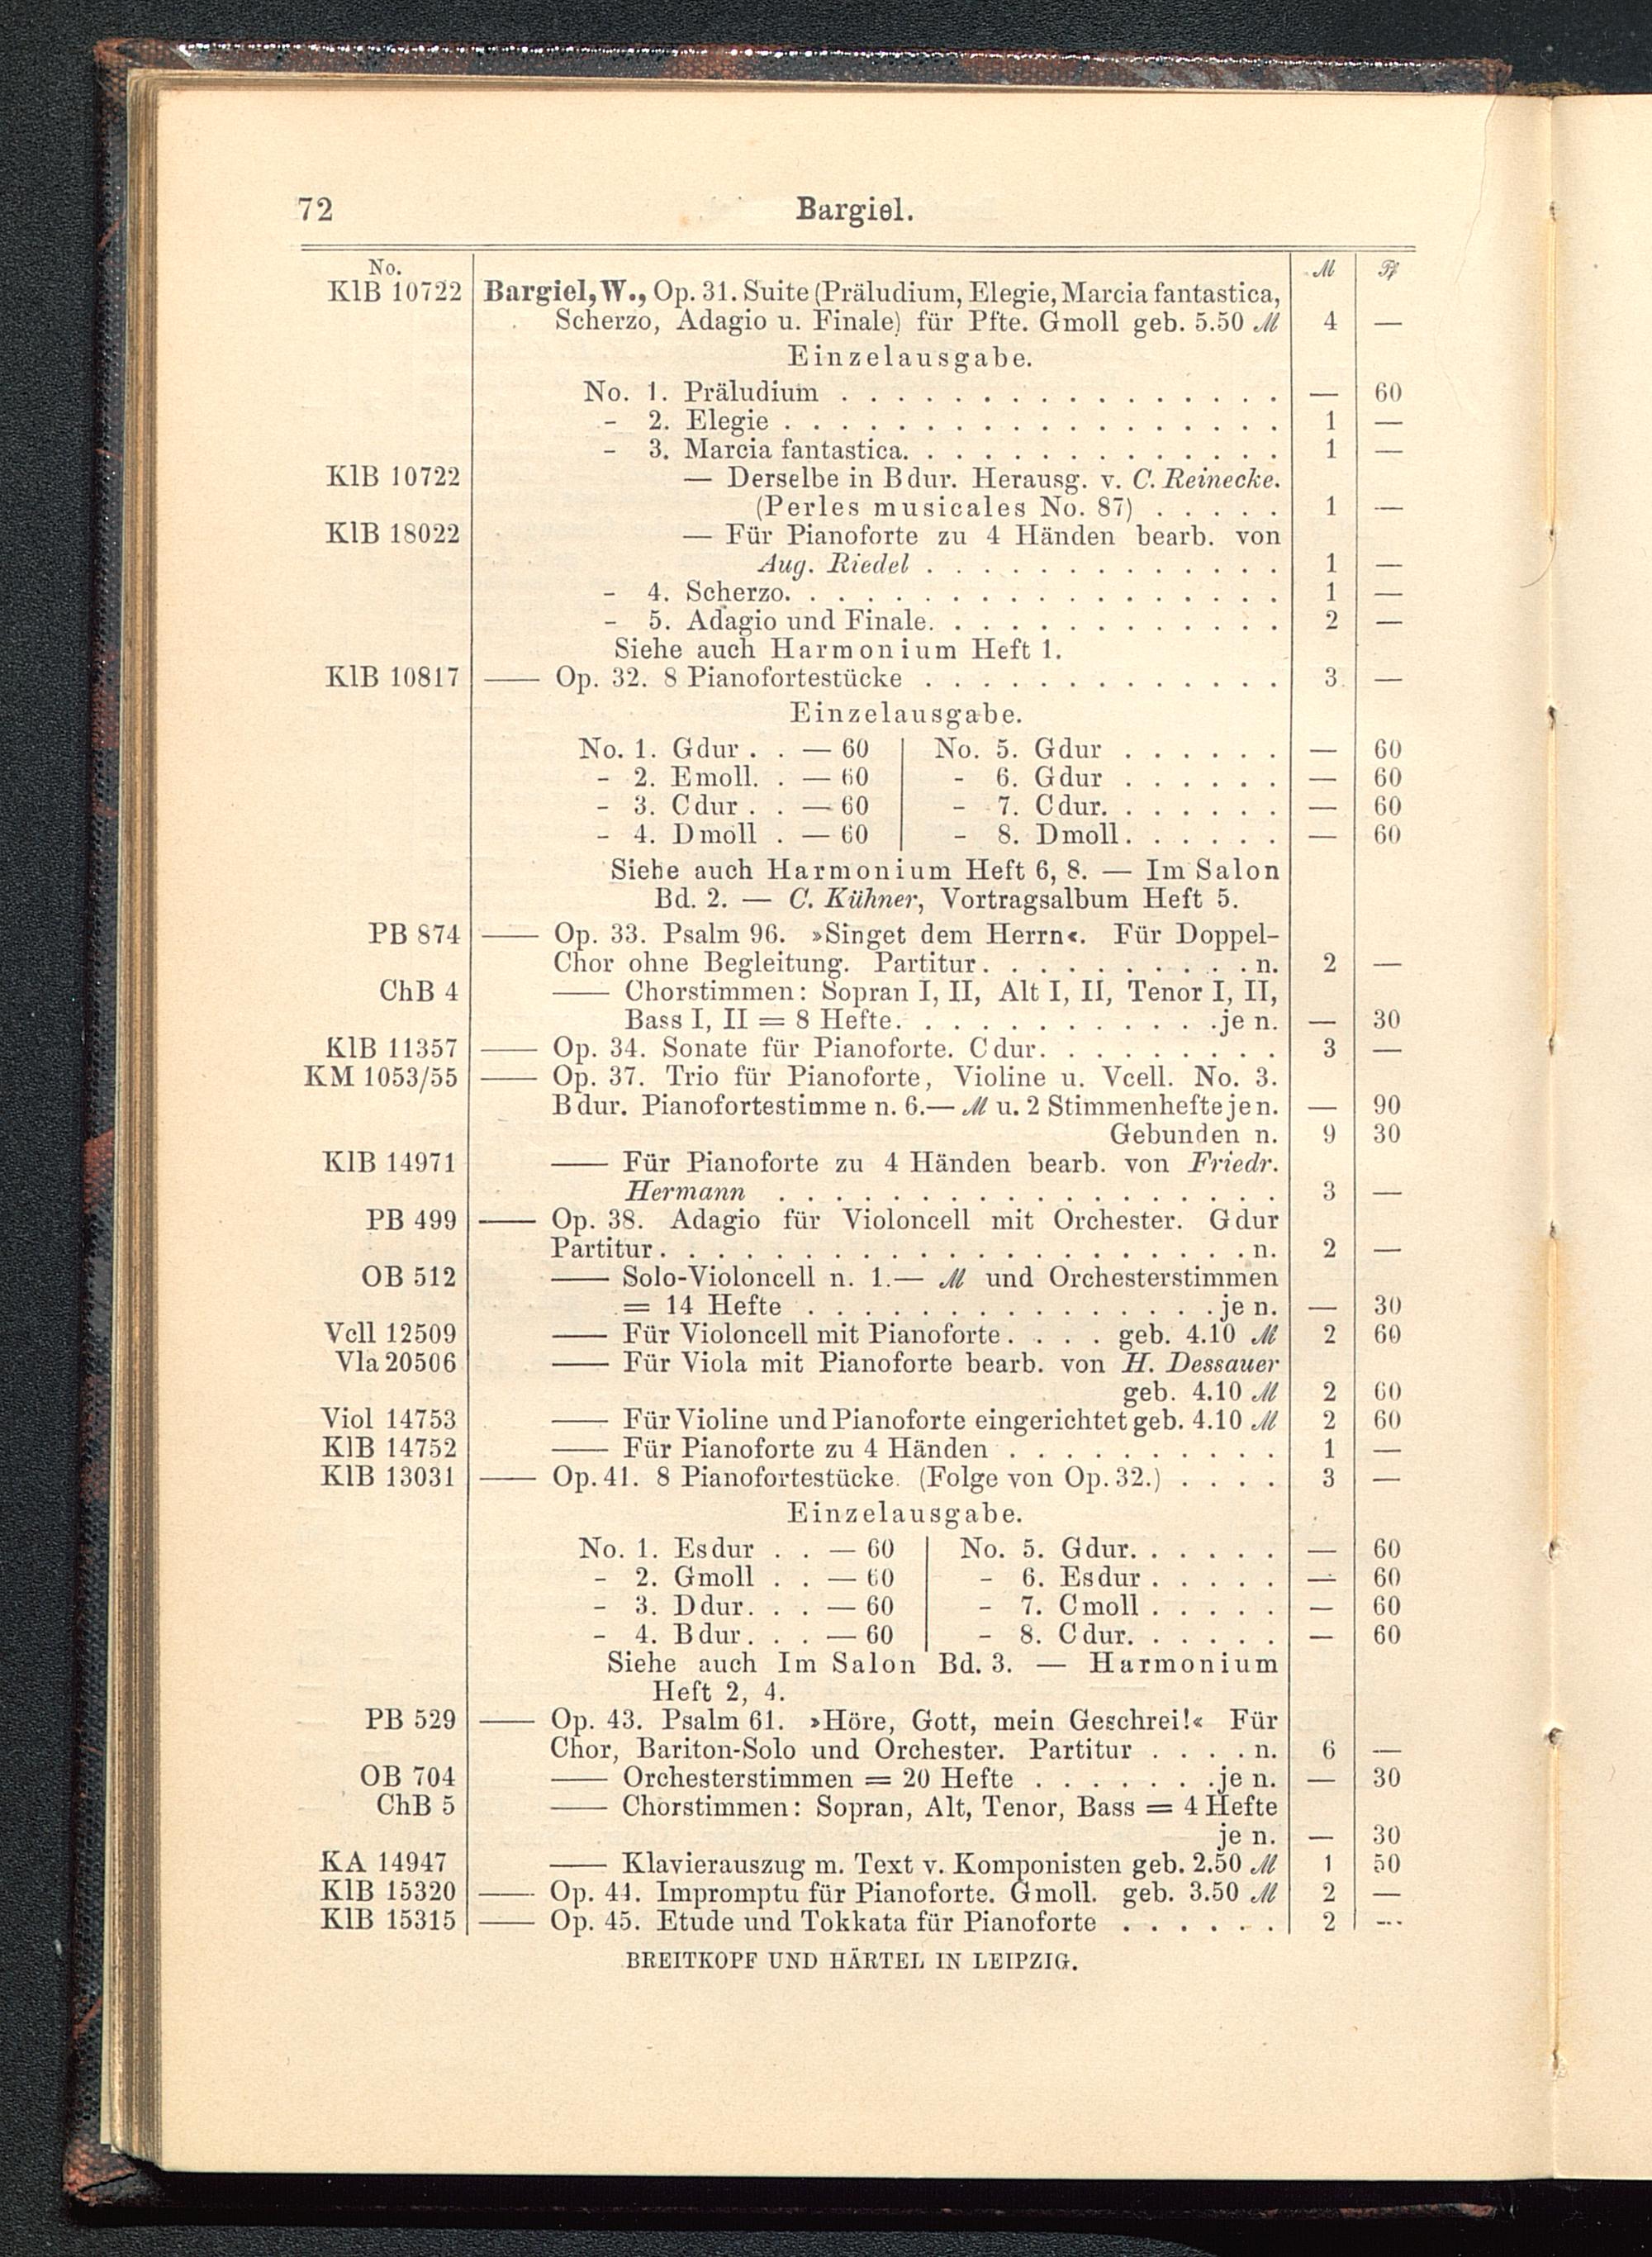 72 Bargiel.
No. ℳ ₰
KlB 10722 Bargiel, W., Op. 31. Suite (Präludium, Elegie, Marcia fantastica,
Scherzo, Adagio u. Finale) für Pfte. Gmoll geb. 5.50 ℳ 4 —
Einzelausgabe.
No. 1. Präludium . . . . . . . . . . . . . . . . — 60
- 2. Elegie . . . . . . . . . . . . . . . . . . 1 —
- 3. Marcia fantastica. . . . . . . . . . . . . . 1 —
KlB 10722 — Derselbe in Bdur. Herausg. v. C. Reinecke.
(Perles musicales No. 87) . . . . . 1 —
KlB 18022 — Für Pianoforte zu 4 Händen bearb. von
Aug. Riedel . . . . . . . . . . . . . 1 —
- 4. Scherzo. . . . . . . . . . . . . . . . . . 1 —
- 5. Adagio und Finale. . . . . . . . . . . . . 2 —
Siehe auch Harmonium Heft 1.
KlB 10817 —— Op. 32. 8 Pianofortestücke . . . . . . . . . . . . . 3 —
Einzelausgabe.
No. 1. Gdur . . — 60 | No. 5. Gdur . . . . . . — 60
- 2. Emoll. . — 60 | - 6. Gdur . . . . . . — 60
- 3. Cdur . . — 60 | - 7. Cdur. . . . . . . — 60
- 4. Dmoll . — 60 | - 8. Dmoll. . . . . . — 60
Siehe auch Harmonium Heft 6, 8. — Im Salon
Bd. 2. — C. Kühner, Vortragsalbum Heft 5.
PB 874 —— Op. 33. Psalm 96. »Singet dem Herrn«. Für Doppel-
Chor ohne Begleitung. Partitur. . . . . . . . . . n. 2 —
ChB 4 —— Chorstimmen: Sopran I, II, Alt I, II, Tenor I, II,
Bass I, II = 8 Hefte. . . . . . . . . . . . je n. — 30
KlB 11357 —— Op. 34. Sonate für Pianoforte. Cdur. . . . . . . . . 3 —
KM 1053/55 —— Op. 37. Trio für Pianoforte, Violine u. Vcell. No. 3.
Bdur. Pianofortestimme n. 6.— ℳ u. 2 Stimmenhefte je n. — 90
Gebunden n. 9 30
KlB 14971 —— Für Pianoforte zu 4 Händen bearb. von Friedr.
Hermann . . . . . . . . . . . . . . . . . . 3 —
PB 499 —— Op. 38. Adagio für Violoncell mit Orchester. Gdur
Partitur. . . . . . . . . . . . . . . . . . . . . n. 2 —
OB 512 —— Solo-Violoncell n. 1.— ℳ und Orchesterstimmen
= 14 Hefte . . . . . . . . . . . . . . . je n. — 30
Vcll 12509 —— Für Violoncell mit Pianoforte. . . . geb. 4.10 ℳ 2 60
Vla 20506 —— Für Viola mit Pianoforte bearb. von H. Dessauer
geb. 4.10 ℳ 2 60
Viol 14753 —— Für Violine und Pianoforte eingerichtet geb. 4.10 ℳ 2 60
KlB 14752 —— Für Pianoforte zu 4 Händen . . . . . . . . . . 1 —
KlB 13031 —— Op. 41. 8 Pianofortestücke. (Folge von Op. 32.) . . . . 3 —
Einzelausgabe.
No. 1. Esdur . . — 60 | No. 5. Gdur. . . . . . — 60
- 2. Gmoll . . — 60 | - 6. Esdur . . . . . — 60
- 3. Ddur. . . — 60 | - 7. Cmoll . . . . . — 60
- 4. Bdur. . . — 60 | - 8. Cdur. . . . . . — 60
Siehe auch Im Salon Bd. 3. — Harmonium
Heft 2, 4.
PB 529 —— Op. 43. Psalm 61. »Höre, Gott, mein Geschrei!« Für
Chor, Bariton-Solo und Orchester. Partitur . . . . n. 6 —
OB 704 —— Orchesterstimmen = 20 Hefte . . . . . . . je n. — 30
ChB 5 —— Chorstimmen: Sopran, Alt, Tenor, Bass = 4 Hefte
je n. — 30
KA 14947 —— Klavierauszug m. Text v. Komponisten geb. 2.50 ℳ 1 50
KlB 15320 —— Op. 44. Impromptu für Pianoforte. Gmoll. geb. 3.50 ℳ 2 —
KlB 15315 —— Op. 45. Etude und Tokkata für Pianoforte . . . . . . 2 —
BREITKOPF UND HÄRTEL IN LEIPZIG.